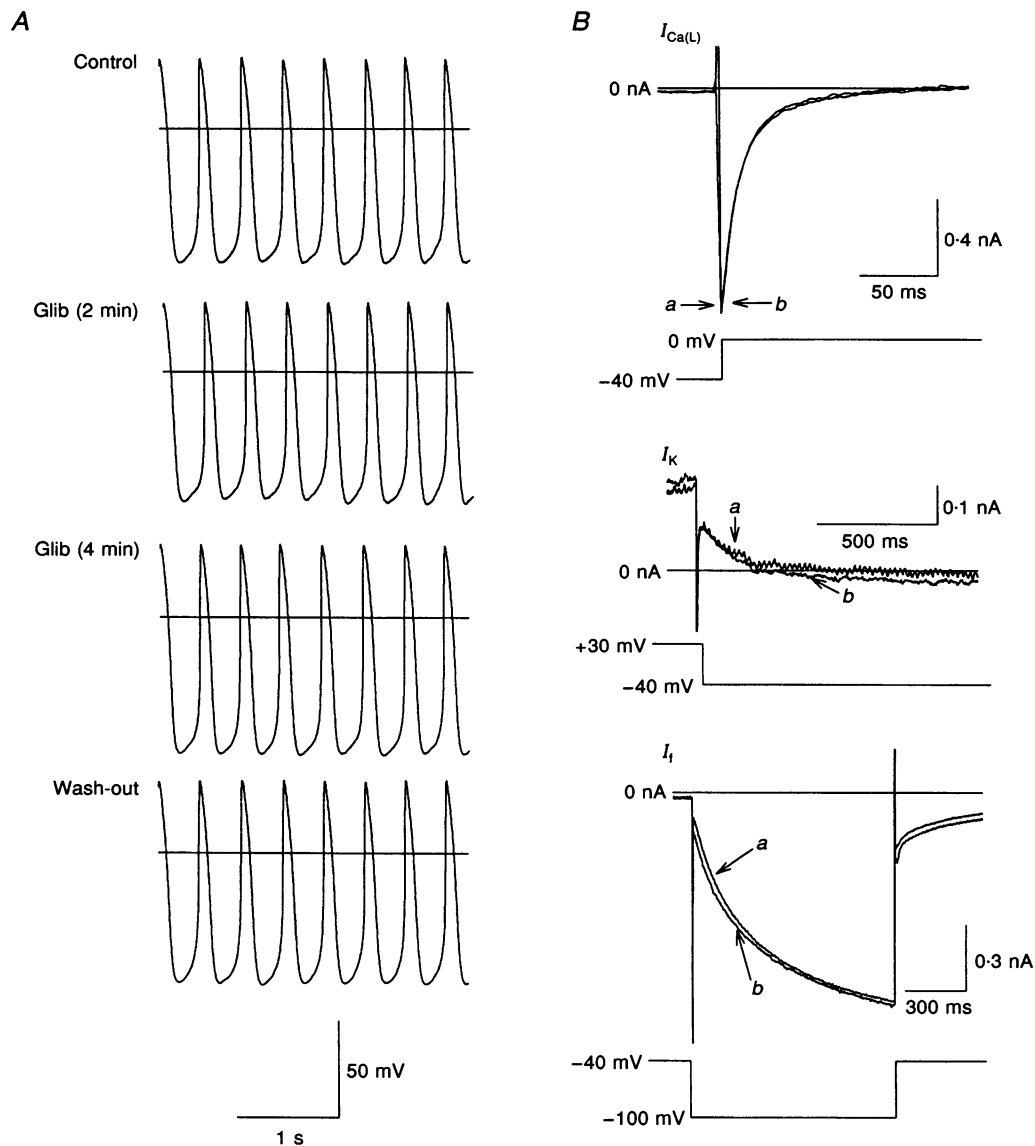 A
Control
Glib (2 min)
Glib (4 min)
Wash-out
50 mV
1 s
B
I_Ca(L)
0 nA
0·4 nA
50 ms
a
b
0 mV
−40 mV
I_K
a
0·1 nA
500 ms
0 nA
b
+30 mV
−40 mV
I_f
0 nA
a
b
0·3 nA
300 ms
−40 mV
−100 mV